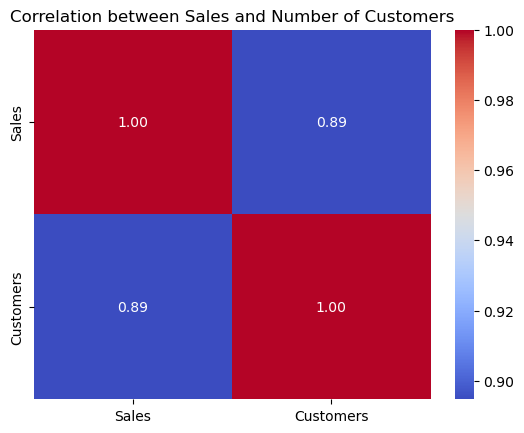 Correlation between Sales and Number of Customers
Sales
1.00
0.89
Customers
0.89
1.00
Sales
Customers
1.00
0.98
0.96
0.94
0.92
0.90